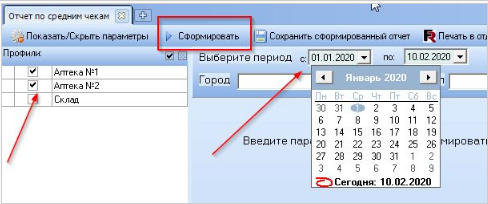 Отчет по средним чекам
Показать/Скрыть параметры
Сформировать
Сохранить сформированный отчет
Печать в от
Профили:
Аптека №1
Аптека №2
Склад
Выберите период с: 01.01.2020 по: 10.02.2020
Город
Январь 2020
Пн Вт Ср Чт Пт Сб Вс
30 31 1 2 3 4 5
6 7 8 9 10 11 12
13 14 15 16 17 18 19
20 21 22 23 24 25 26
27 28 29 30 31 1 2
3 4 5 6 7 8 9
Сегодня: 10.02.2020
Введите пар
мировать